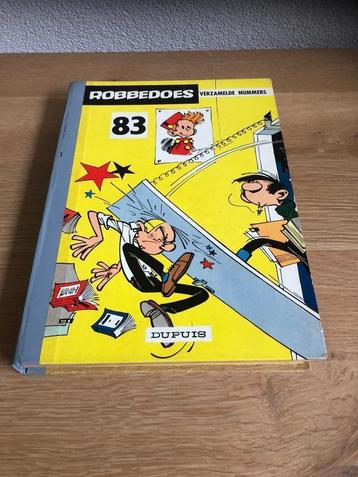 ROBBEDOES
VERZAMELDE NUMMERS
83
DUPUIS